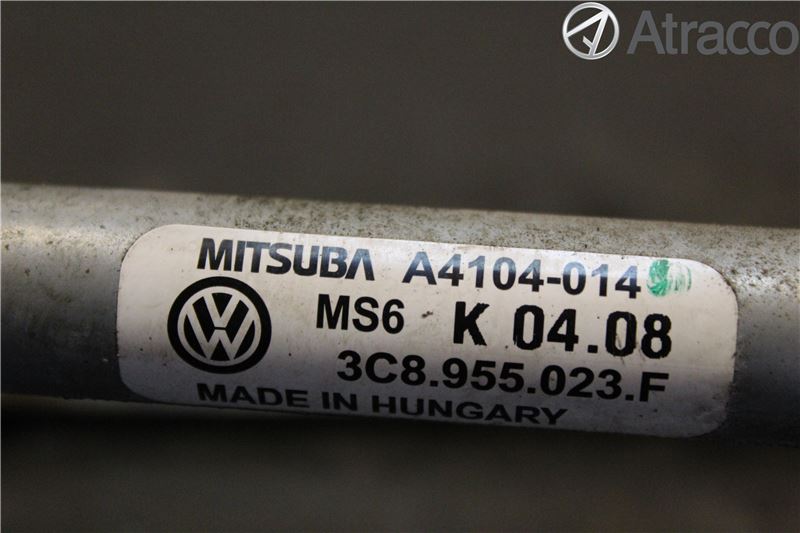 Atracco
MITSUBA A4104-014
MS6 K 04.08
3C8.955.023.F
MADE IN HUNGARY